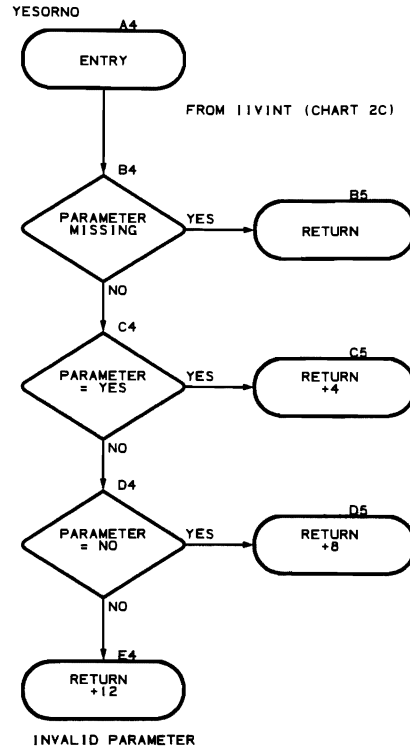 YESORNO
A4
ENTRY
FROM IIVINT (CHART 2C)
B4
PARAMETER
MISSING
YES
B5
RETURN
NO
C4
PARAMETER
= YES
YES
C5
RETURN
+4
NO
D4
PARAMETER
= NO
YES
D5
RETURN
+8
NO
E4
RETURN
+12
INVALID PARAMETER